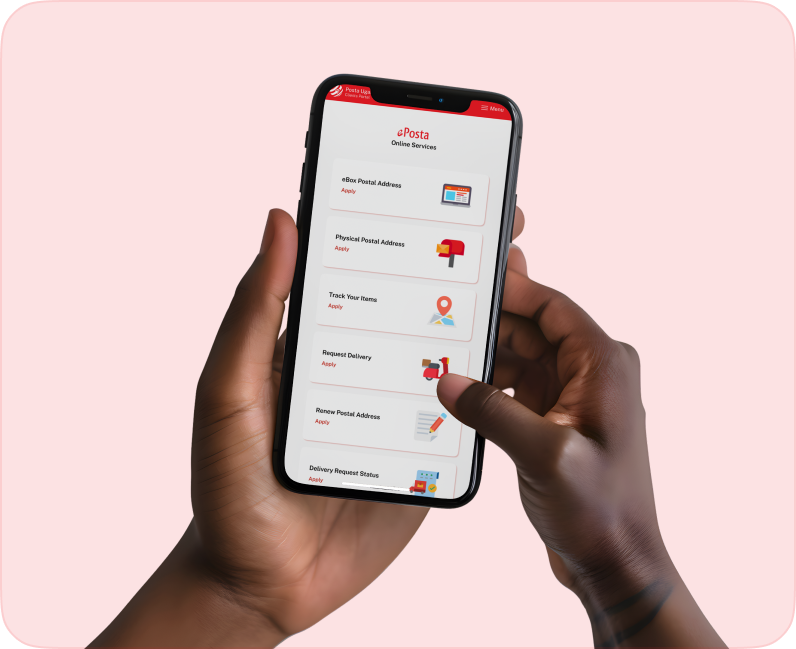 Posta Uga
Menu
ePosta
Online Services
eBox Postal Address
Apply
Physical Postal Address
Apply
Track Your Items
Apply
Request Delivery
Apply
Renew Postal Address
Apply
Delivery Request Status
Apply